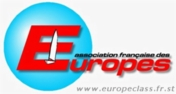 association française des
Europes
www.europeclass.fr.st